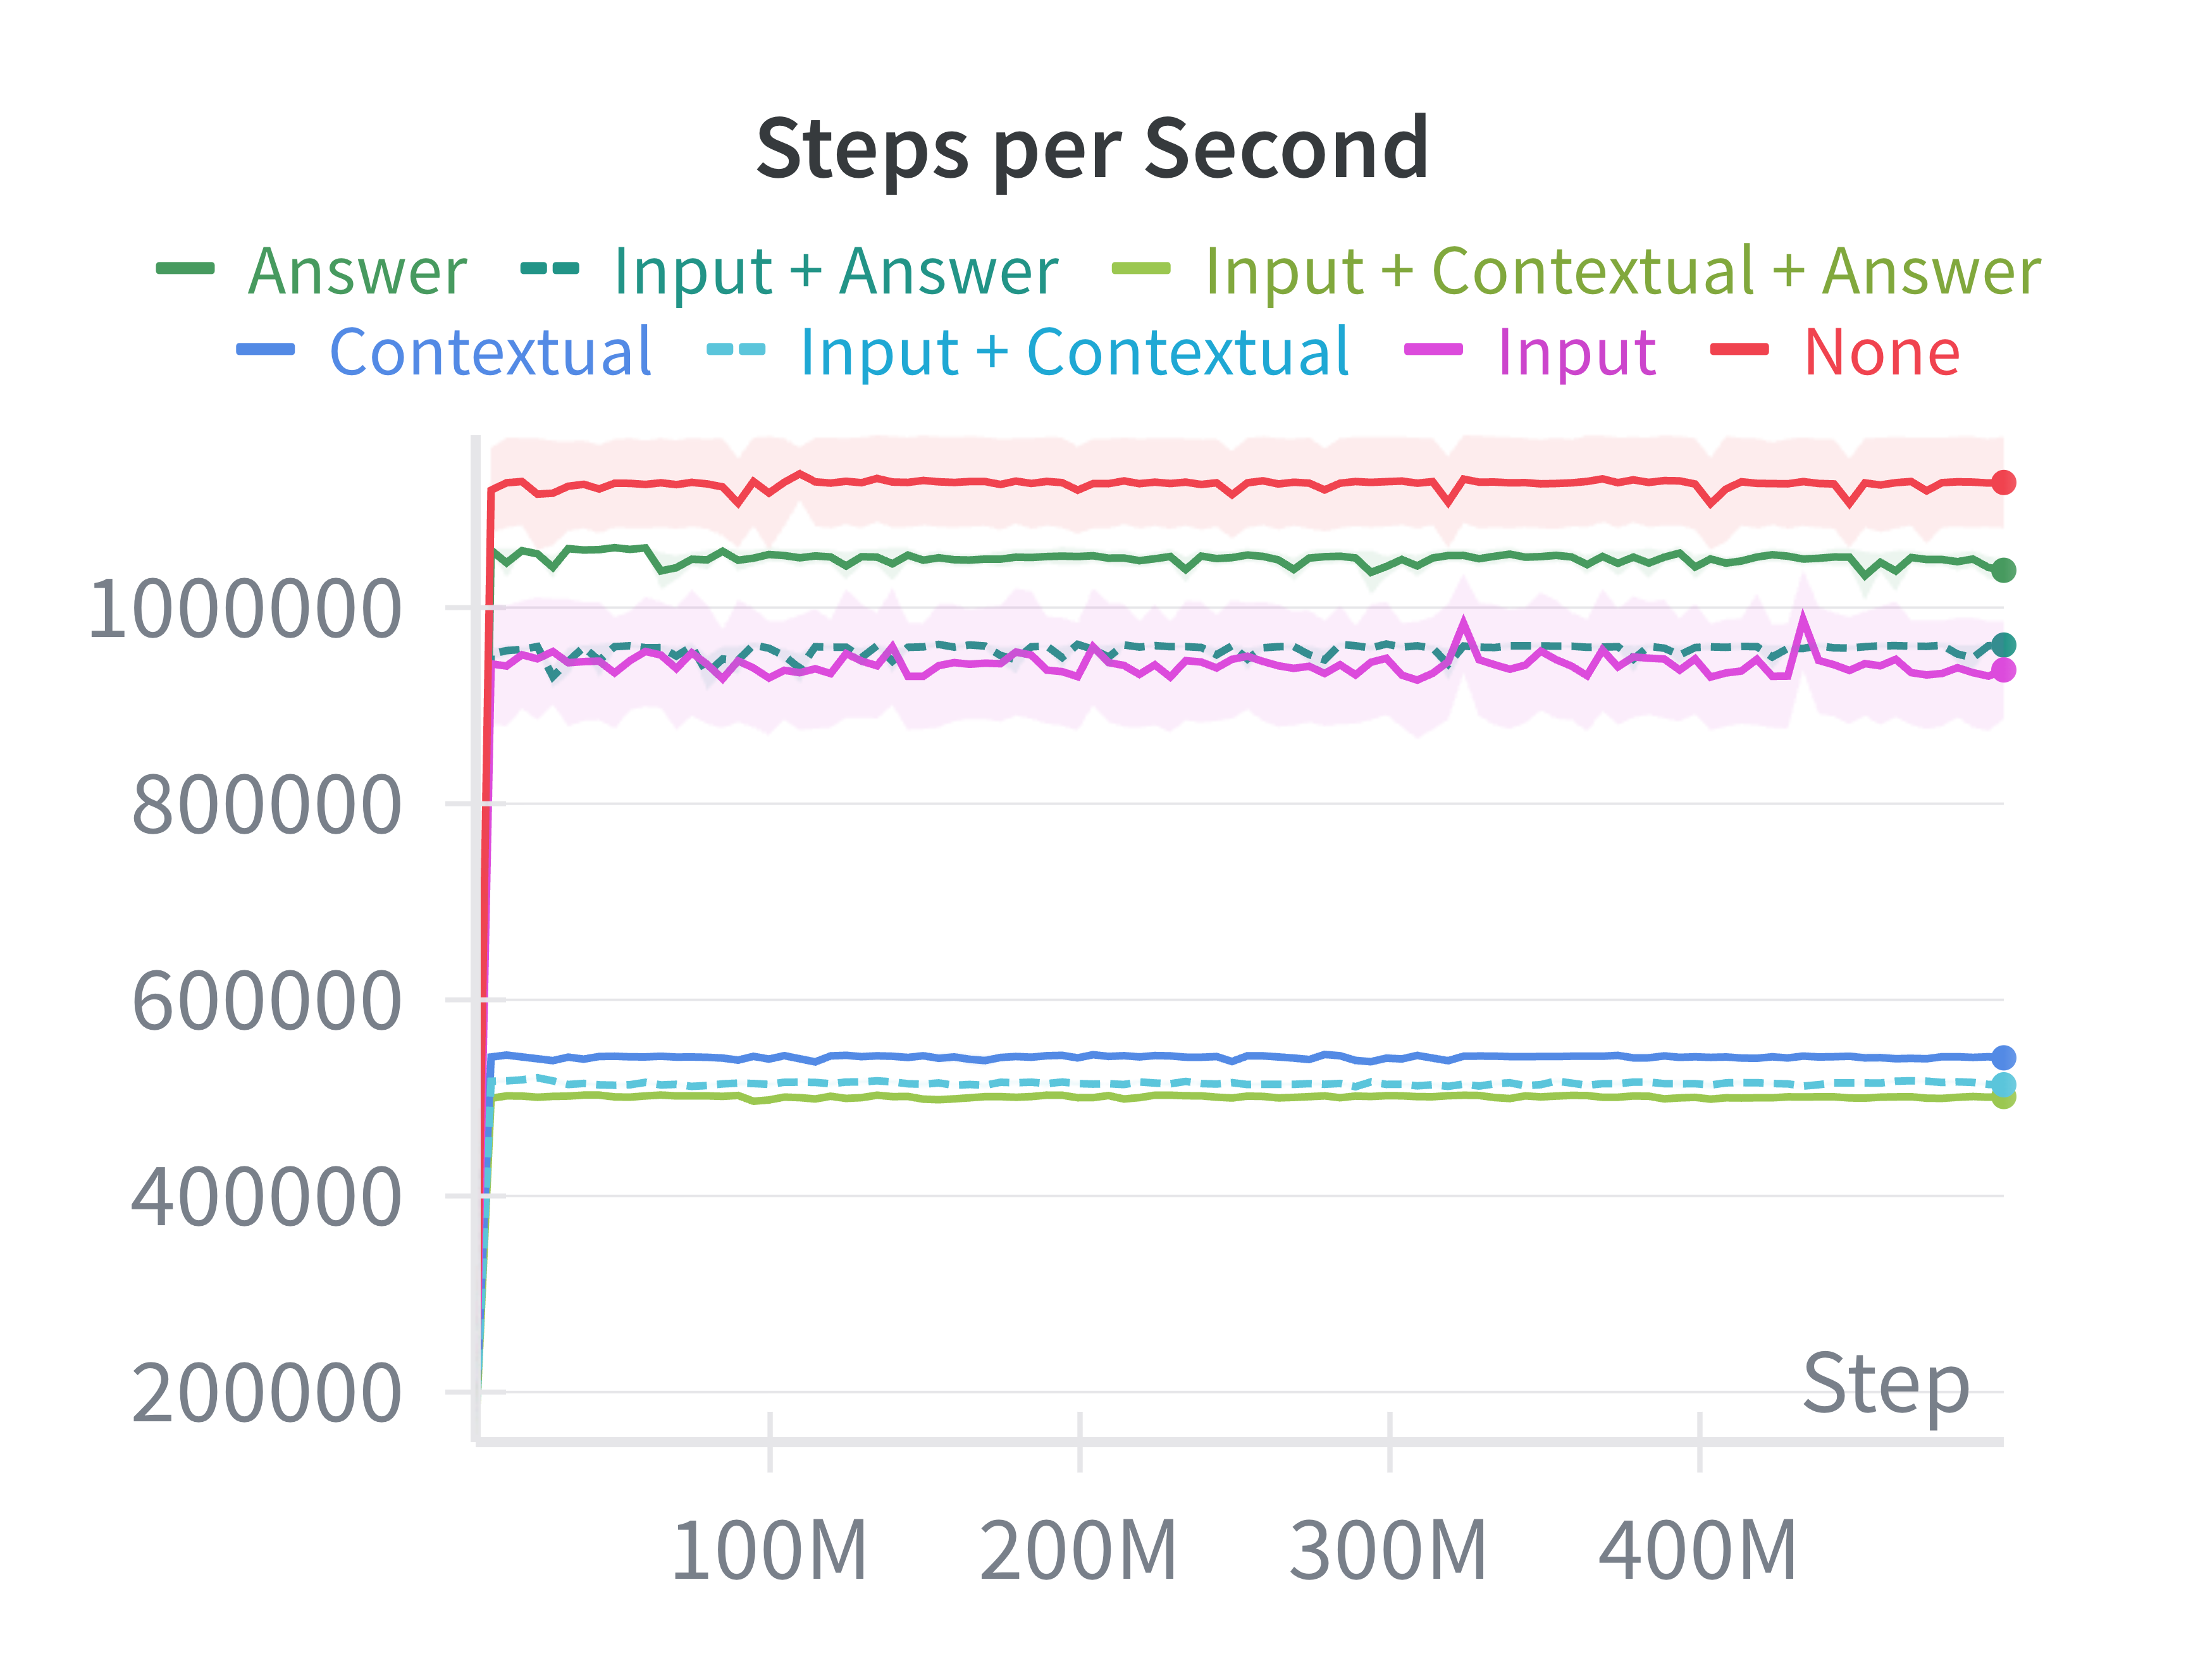 Steps per Second
Answer Input + Answer Input + Contextual + Answer
Contextual Input + Contextual Input None
1000000
800000
600000
400000
200000
Step
100M 200M 300M 400M